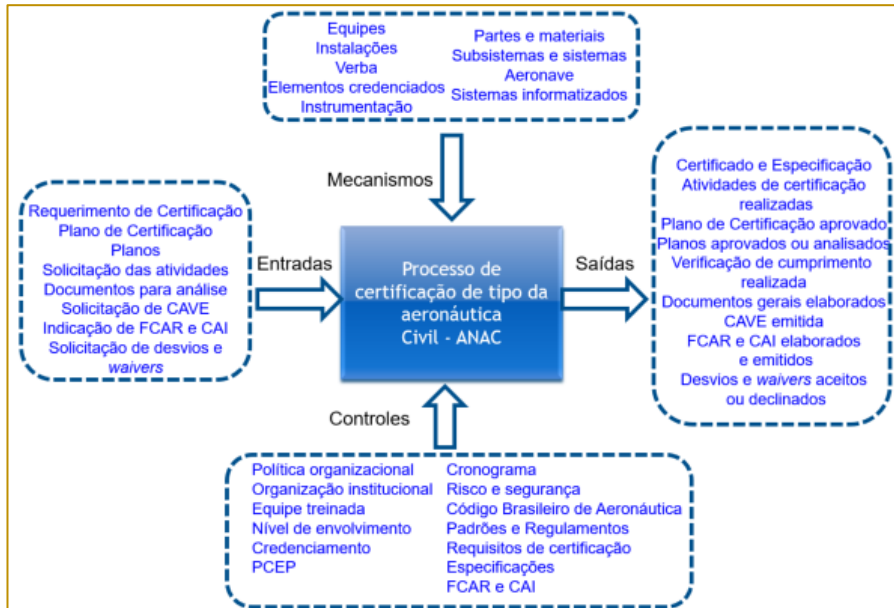 Equipes
Instalações
Verba
Elementos credenciados
Instrumentação
Partes e materiais
Subsistemas e sistemas
Aeronave
Sistemas informatizados
Mecanismos
Requerimento de Certificação
Plano de Certificação
Planos
Solicitação das atividades
Documentos para análise
Solicitação de CAVE
Indicação de FCAR e CAI
Solicitação de desvios e
waivers
Entradas
Processo de
certificação de tipo da
aeronáutica
Civil - ANAC
Saídas
Certificado e Especificação
Atividades de certificação
realizadas
Plano de Certificação aprovado
Planos aprovados ou analisados
Verificação de cumprimento
realizada
Documentos gerais elaborados
CAVE emitida
FCAR e CAI elaborados
e emitidos
Desvios e waivers aceitos
ou declinados
Controles
Política organizacional
Organização institucional
Equipe treinada
Nível de envolvimento
Credenciamento
PCEP
Cronograma
Risco e segurança
Código Brasileiro de Aeronáutica
Padrões e Regulamentos
Requisitos de certificação
Especificações
FCAR e CAI